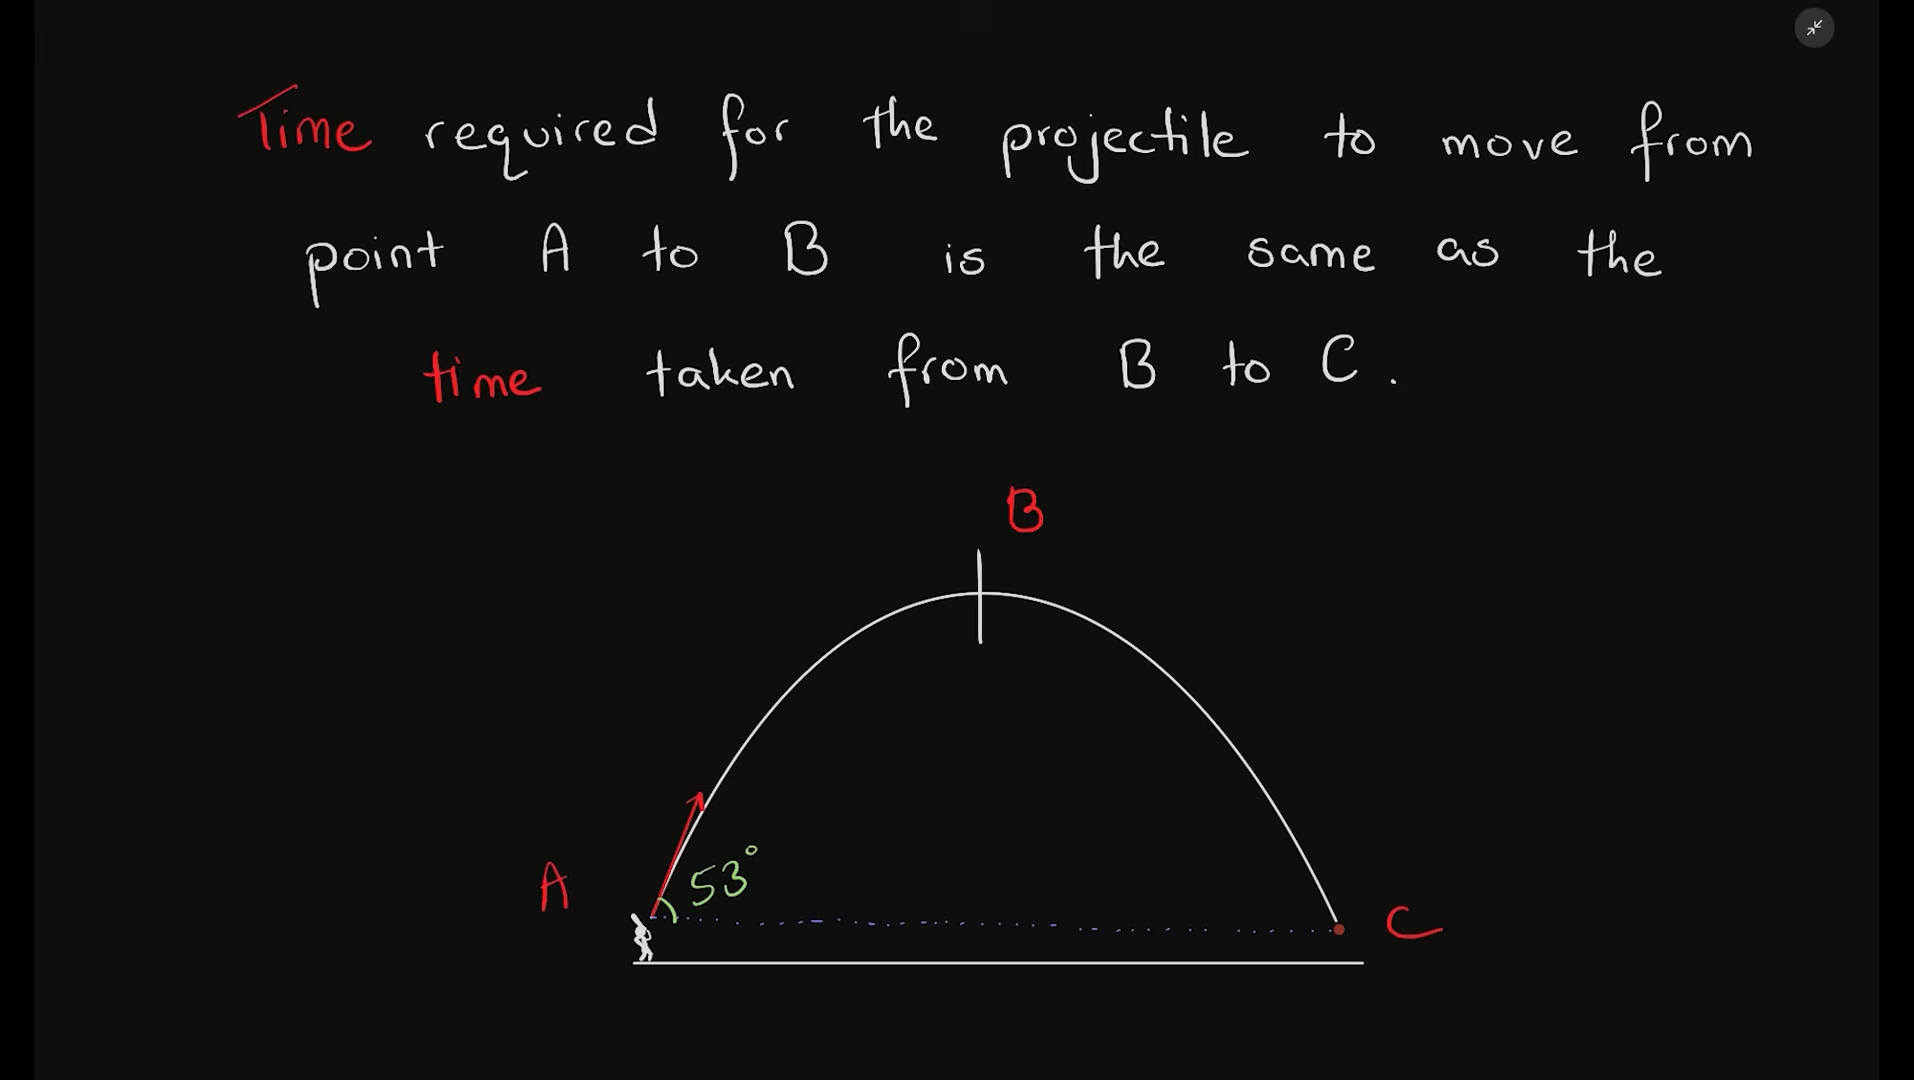 Time required for the projectile to move from
point A to B is the same as the
time taken from B to C.
B
53°
A
C